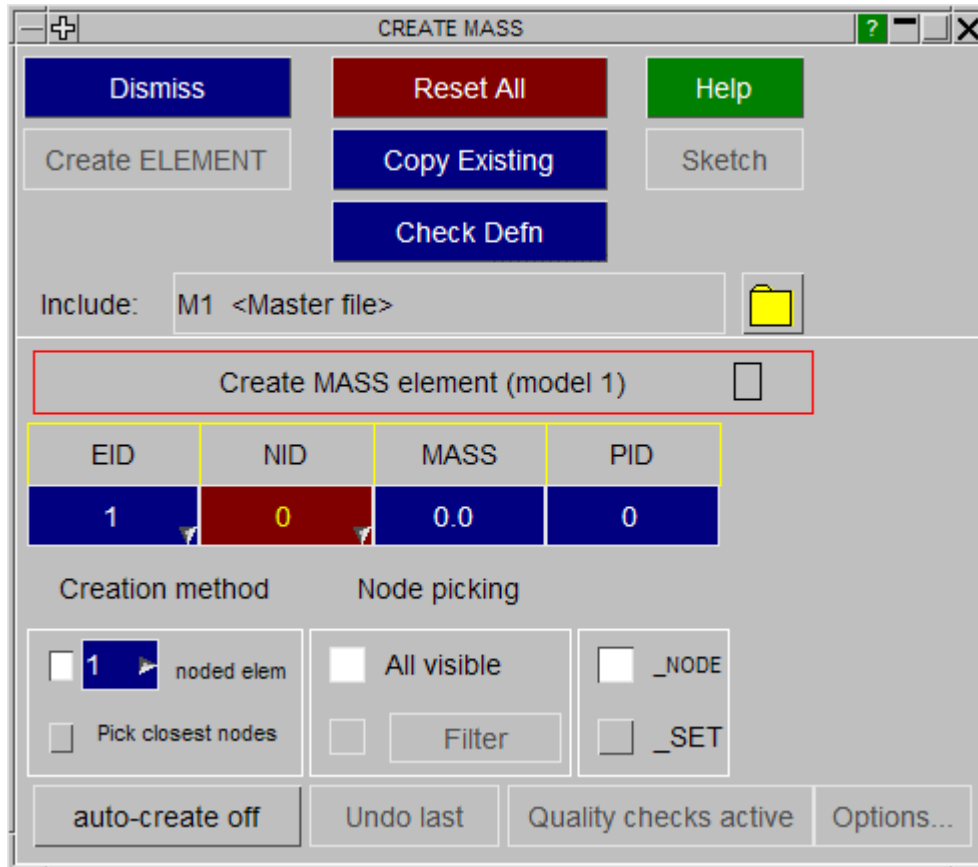 CREATE MASS ?
Dismiss Reset All Help
Create ELEMENT Copy Existing Sketch
Check Defn
Include: M1 <Master file>
Create MASS element (model 1)
EID NID MASS PID
1 0 0.0 0
Creation method Node picking
1 noded elem All visible _NODE
Pick closest nodes Filter _SET
auto-create off Undo last Quality checks active Options...